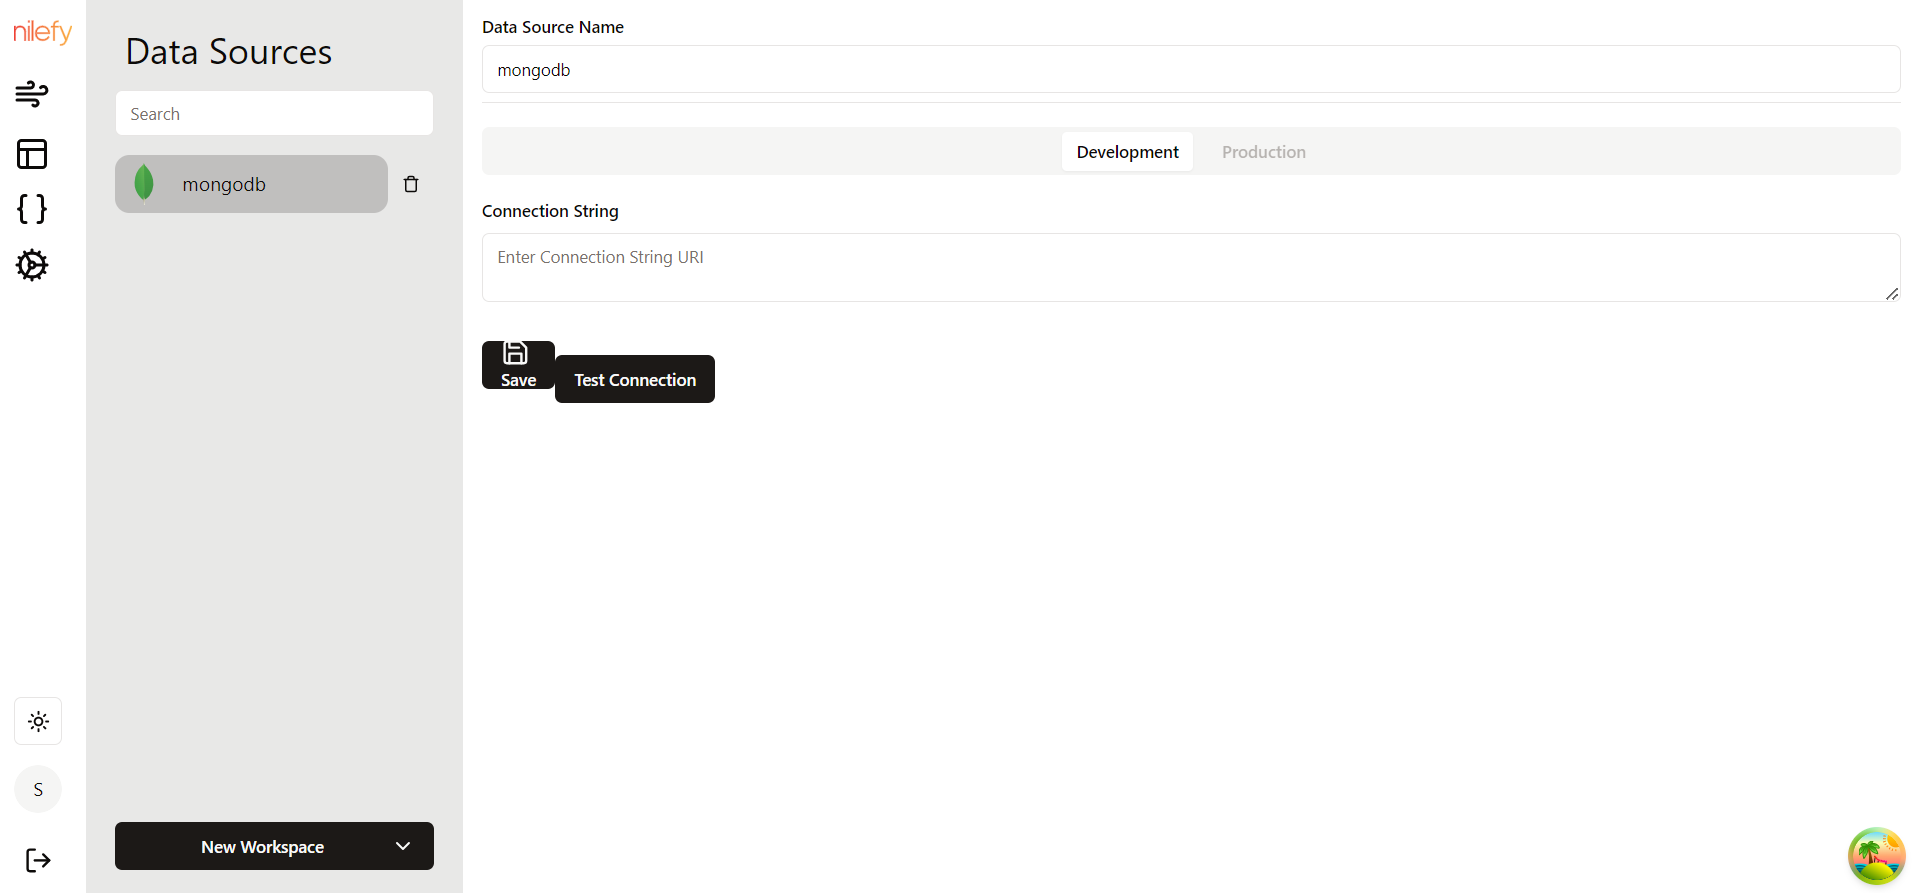 nilefy
Data Sources
Search
mongodb
S
New Workspace
Data Source Name
mongodb
Development
Production
Connection String
Enter Connection String URI
Save
Test Connection